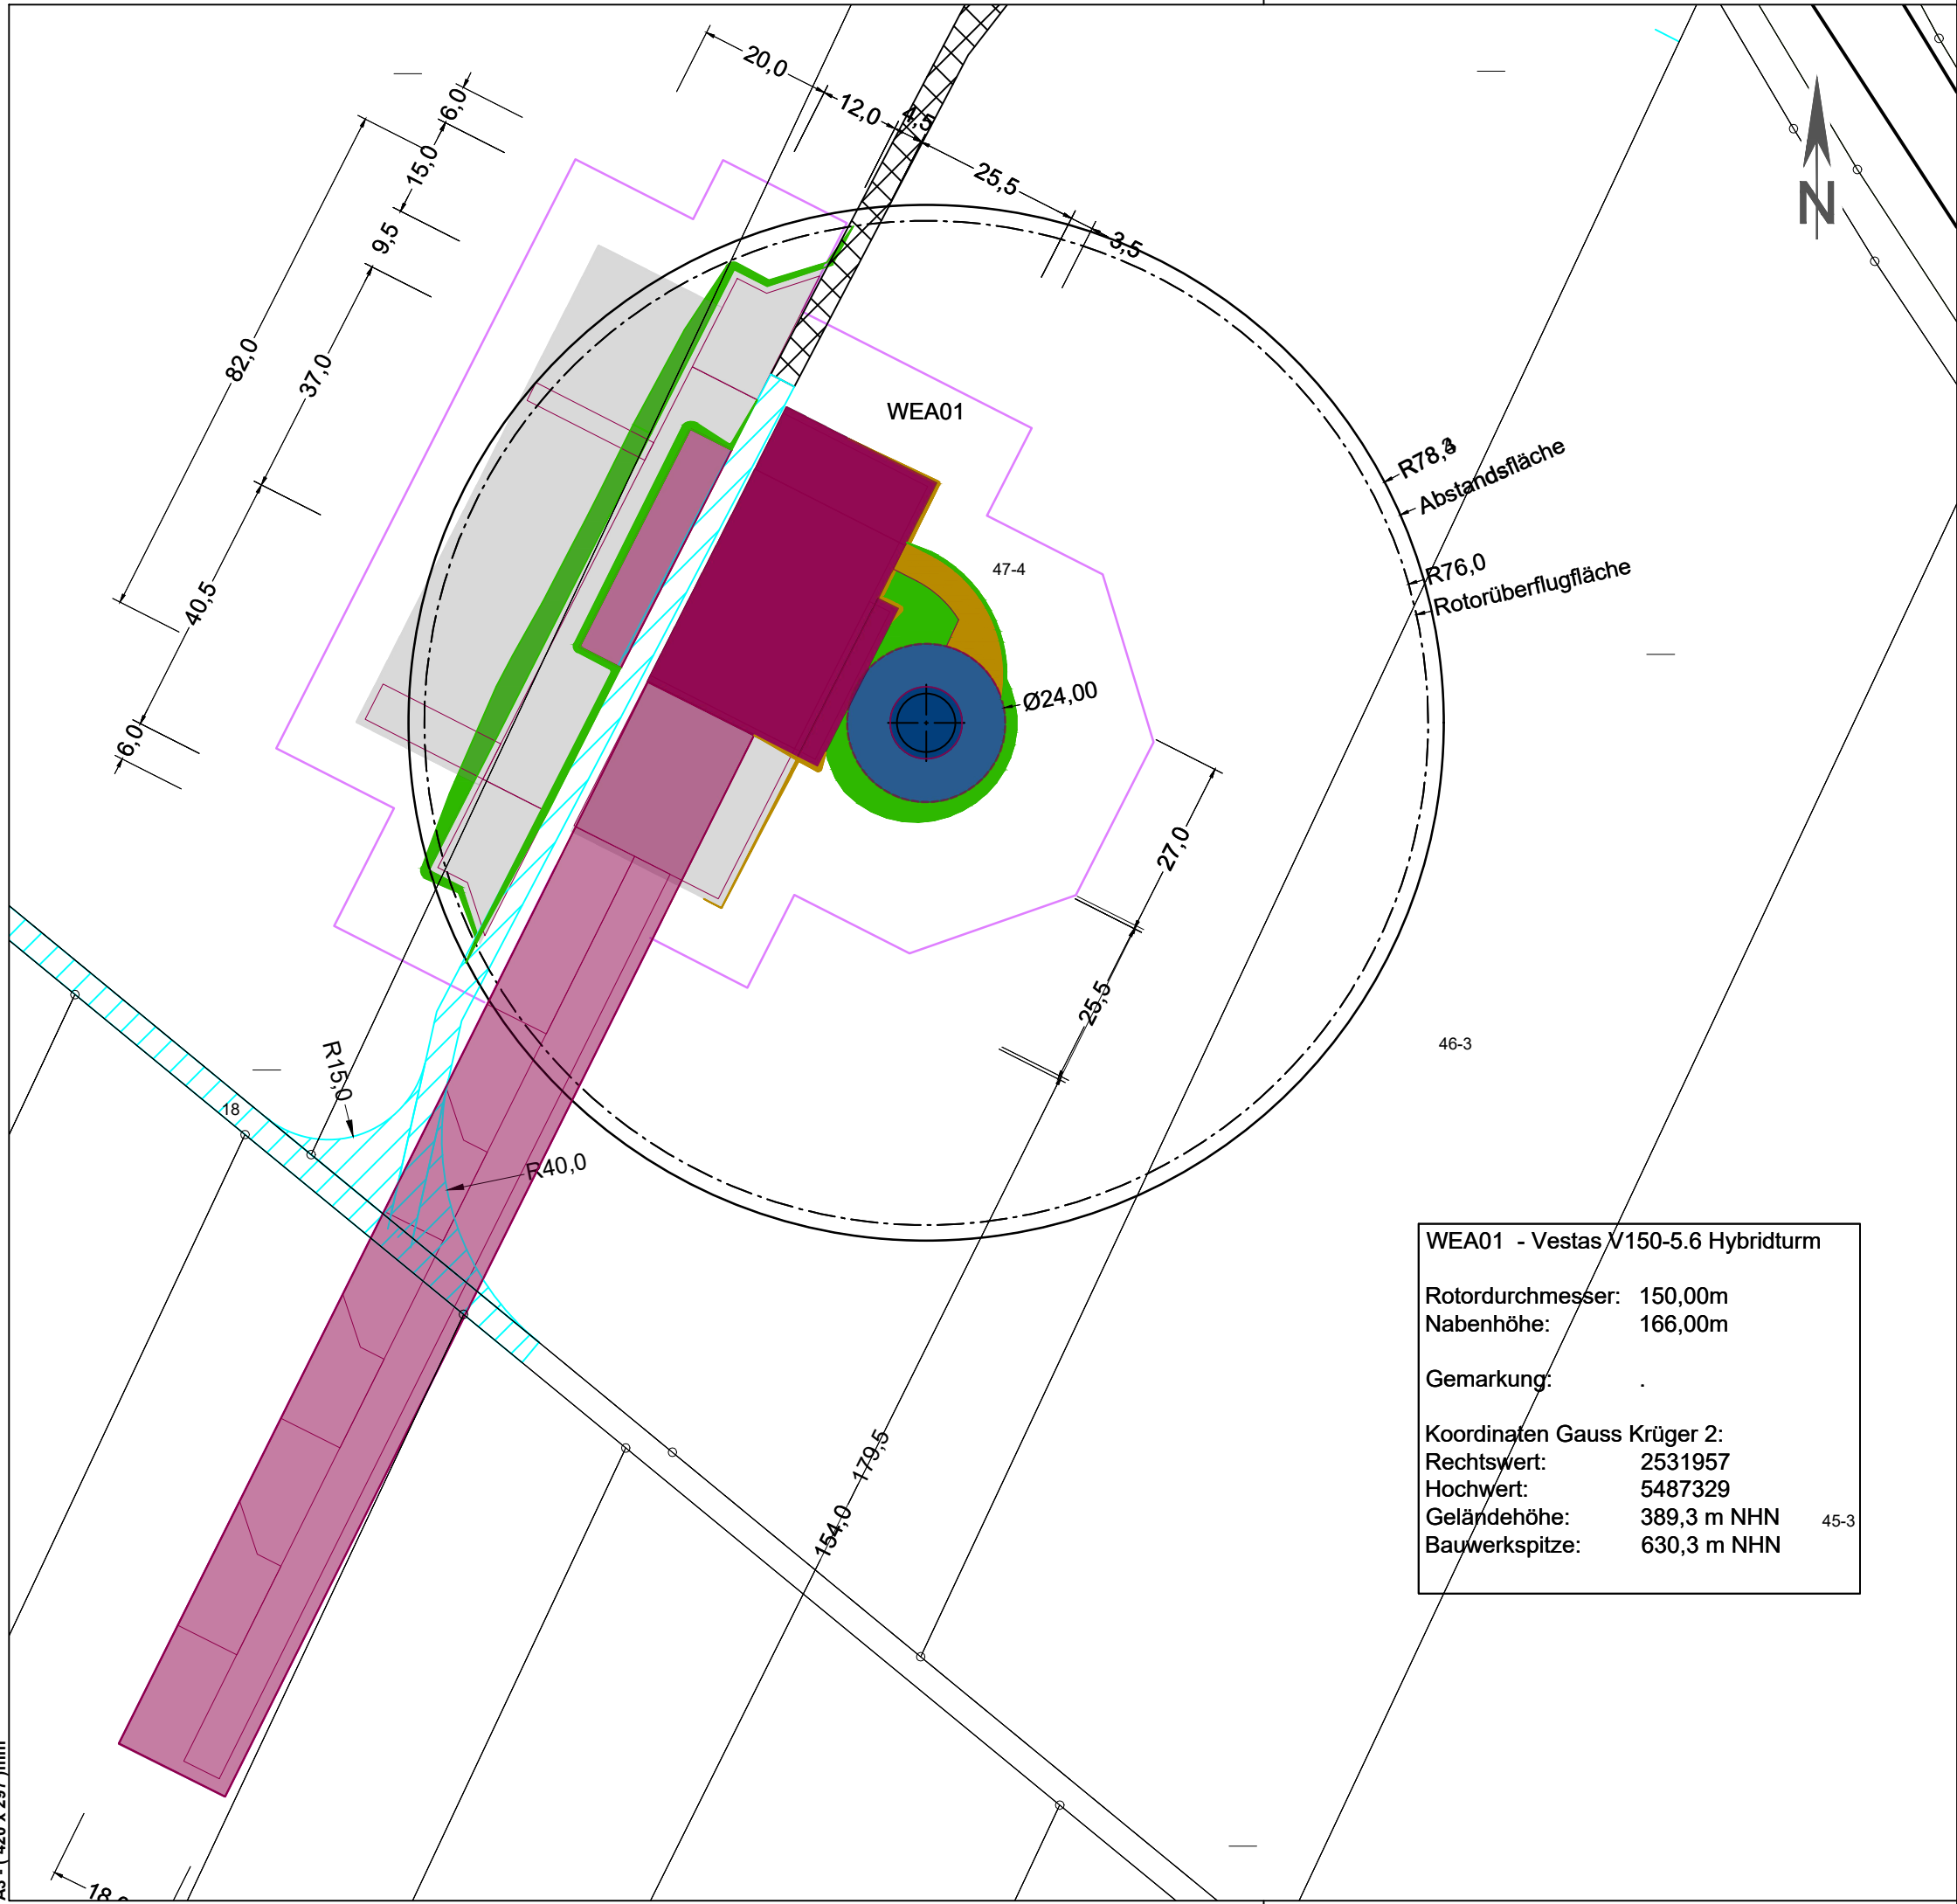 20,0
12,0
4,5
25,5
3,5
6,0
15,0
9,5
82,0
37,0
40,5
6,0
N
WEA01
47-4
Abstandsfläche
R76,0
Rotorüberflugfläche
Ø24,00
27,0
25,5
46-3
R15,0
18
R40,0
179,5
154,0
WEA01 - Vestas V150-5.6 Hybridturm
Rotordurchmesser: 150,00m
Nabenhöhe: 166,00m
Gemarkung: .
Koordinaten Gauss Krüger 2:
Rechtswert: 2531957
Hochwert: 5487329
Geländehöhe: 389,3 m NHN
Bauwerkspitze: 630,3 m NHN
45-3